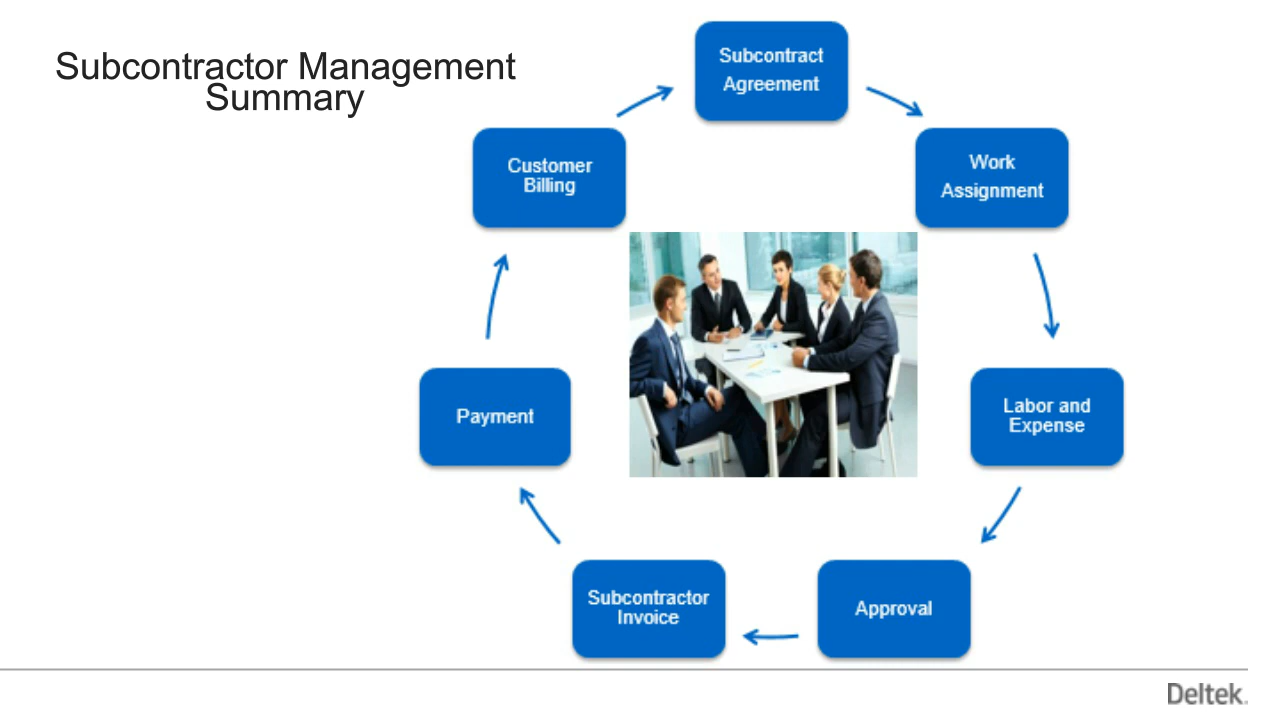 Subcontractor Management
Summary
Subcontract
Agreement
Work
Assignment
Labor and
Expense
Approval
Subcontractor
Invoice
Payment
Customer
Billing
Deltek.